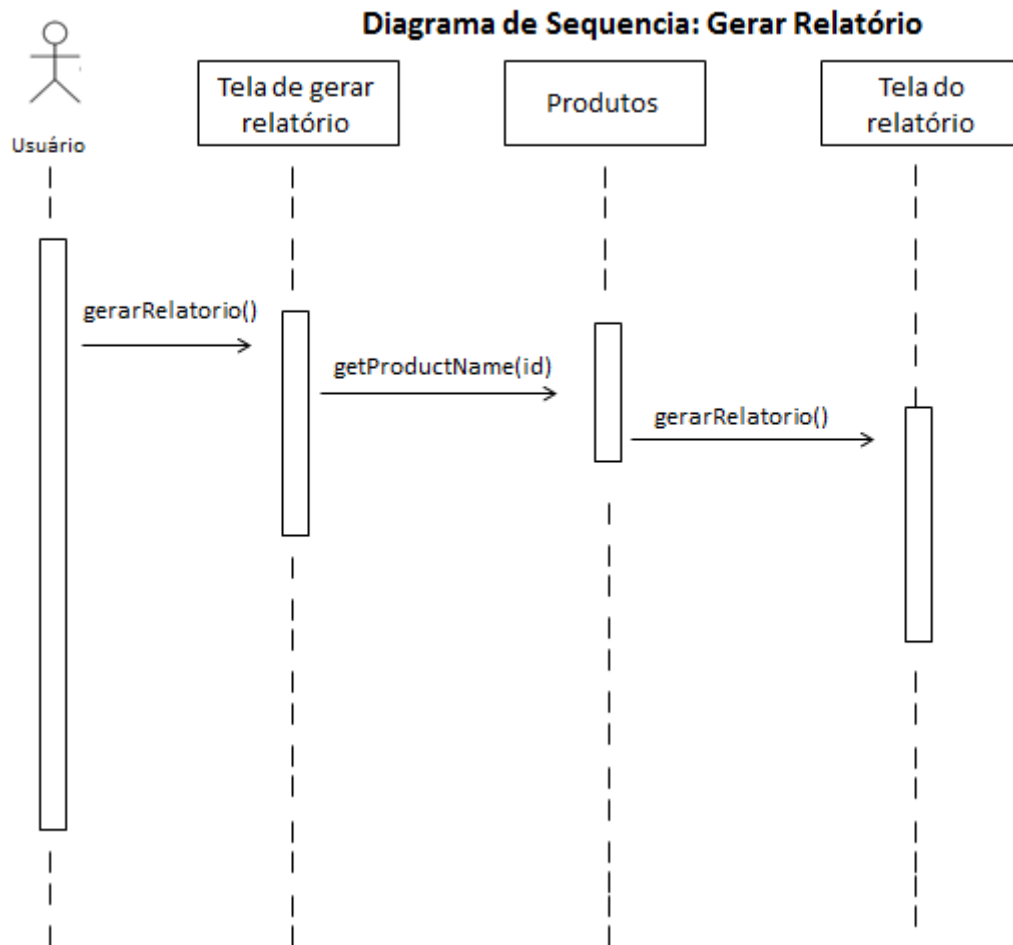 Diagrama de Sequencia: Gerar Relatório
Usuário
Tela de gerar
relatório
Produtos
Tela do
relatório
gerarRelatorio()
getProductName(id)
gerarRelatorio()